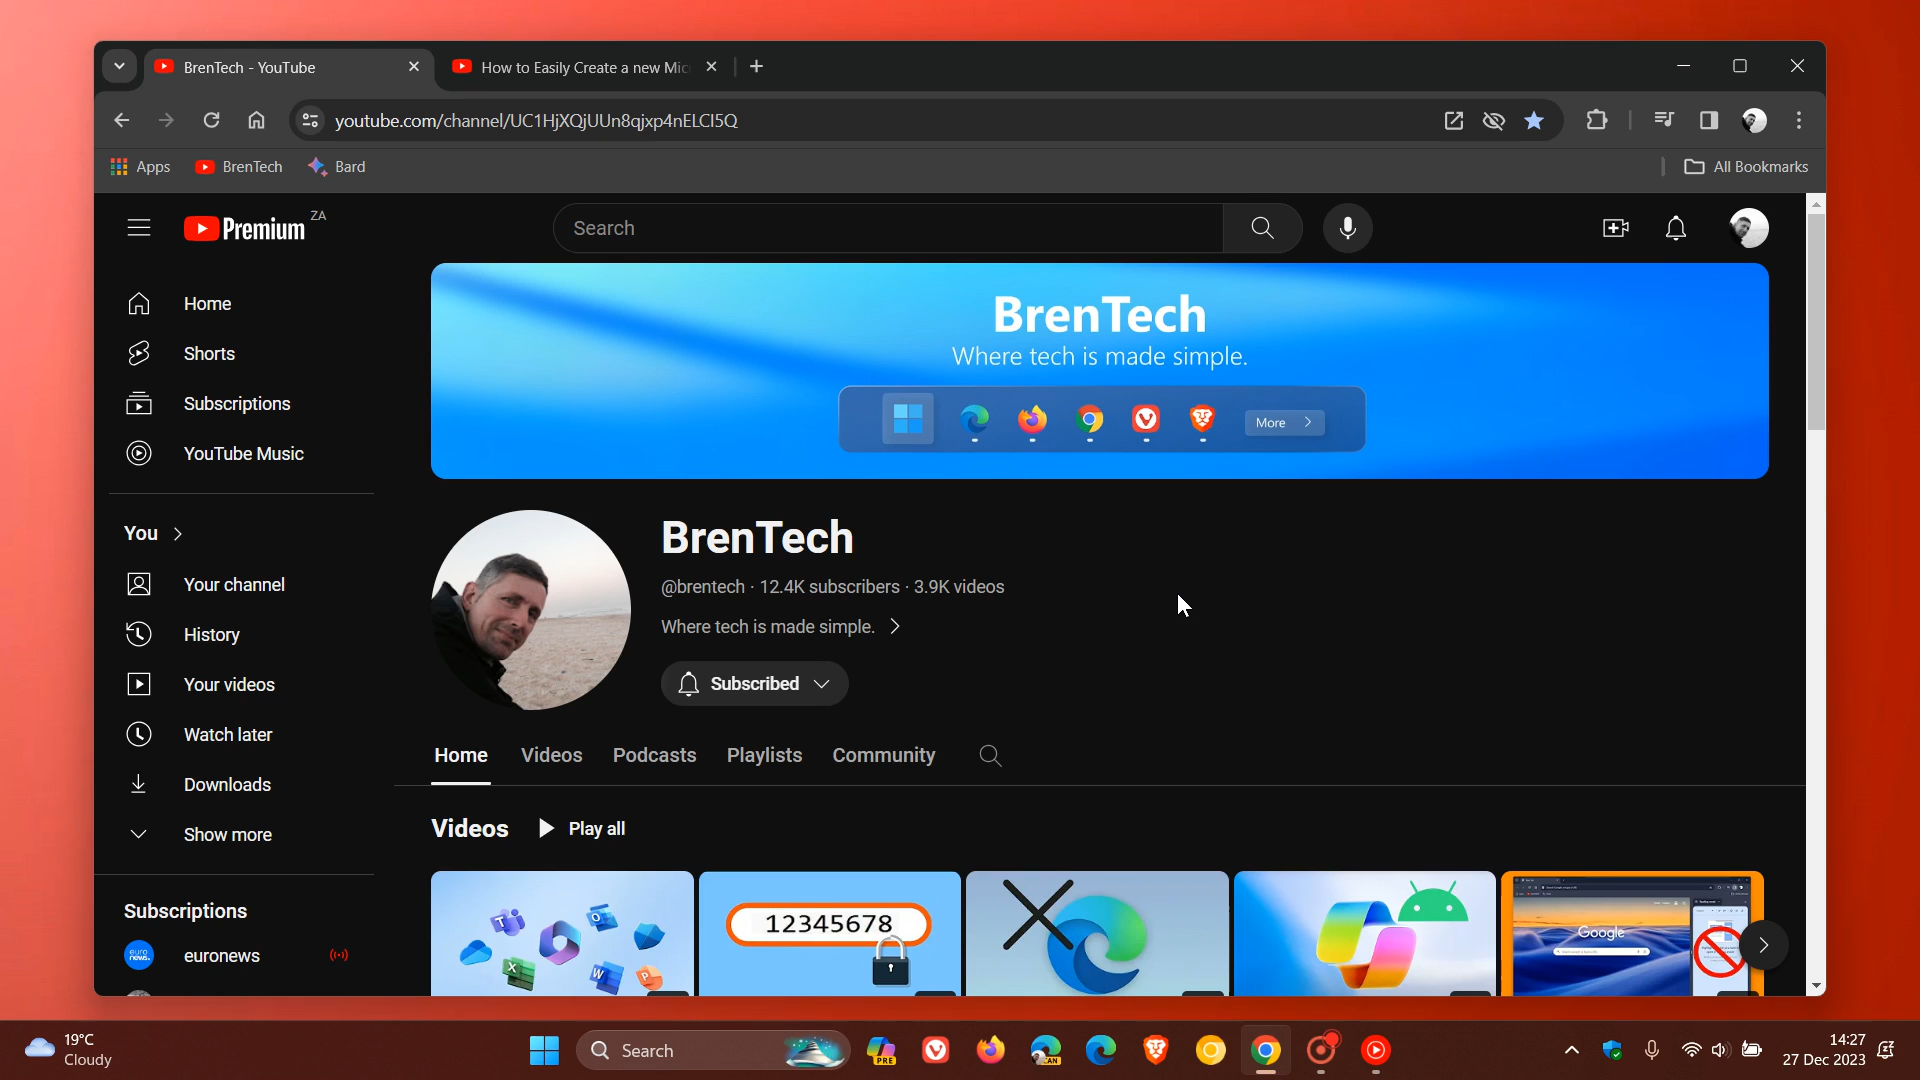 BrenTech - YouTube
How to Easily Create a new Mic
youtube.com/channel/UC1HjXQjUUn8qjxp4nELCI5Q
Apps
BrenTech
Bard
All Bookmarks
Premium
ZA
Search
BrenTech
Where tech is made simple.
More
Home
Shorts
Subscriptions
YouTube Music
You
Your channel
History
Your videos
Watch later
Downloads
Show more
Subscriptions
euro
news
euronews
BrenTech
@brentech · 12.4K subscribers · 3.9K videos
Where tech is made simple.
Subscribed
Home
Videos
Podcasts
Playlists
Community
Videos
Play all
12345678
Google
19°C
Cloudy
Search
PRE
CAN
14:27
27 Dec 2023